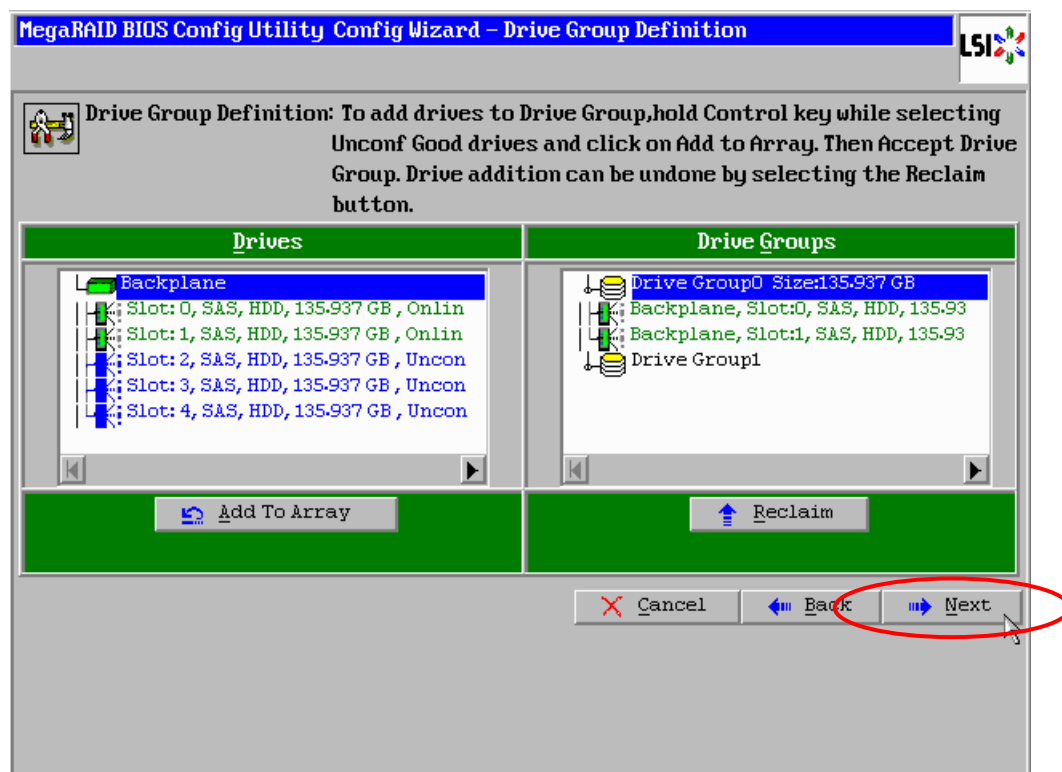 MegaRAID BIOS Config Utility Config Wizard – Drive Group Definition
LSI
Drive Group Definition: To add drives to Drive Group,hold Control key while selecting
Unconf Good drives and click on Add to Array. Then Accept Drive
Group. Drive addition can be undone by selecting the Reclaim
button.
Drives
Backplane
Slot: 0, SAS, HDD, 135.937 GB , Onlin
Slot: 1, SAS, HDD, 135.937 GB , Onlin
Slot: 2, SAS, HDD, 135.937 GB , Uncon
Slot: 3, SAS, HDD, 135.937 GB , Uncon
Slot: 4, SAS, HDD, 135.937 GB , Uncon
Add To Array
Drive Groups
Drive Group0 Size:135.937 GB
Backplane, Slot:0, SAS, HDD, 135.93
Backplane, Slot:1, SAS, HDD, 135.93
Drive Group1
Reclaim
Cancel
Back
Next